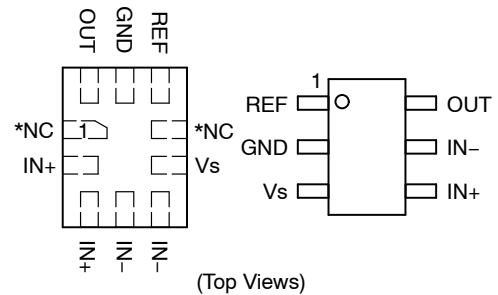 OUT GND REF
*NC 1 *NC
IN+ Vs
IN+ IN− IN−
1
REF OUT
GND IN−
Vs IN+
(Top Views)